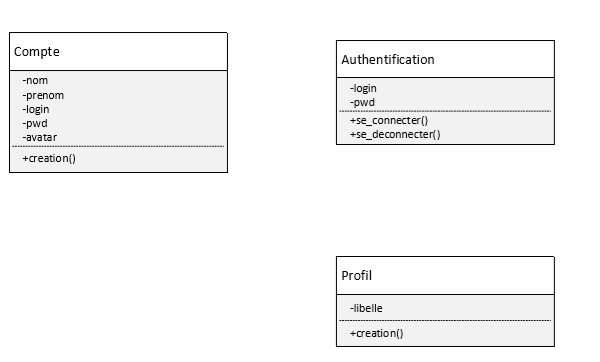 Compte
-nom
-prenom
-login
-pwd
-avatar
+creation()
Authentification
-login
-pwd
+se_connecter()
+se_deconnecter()
Profil
-libelle
+creation()